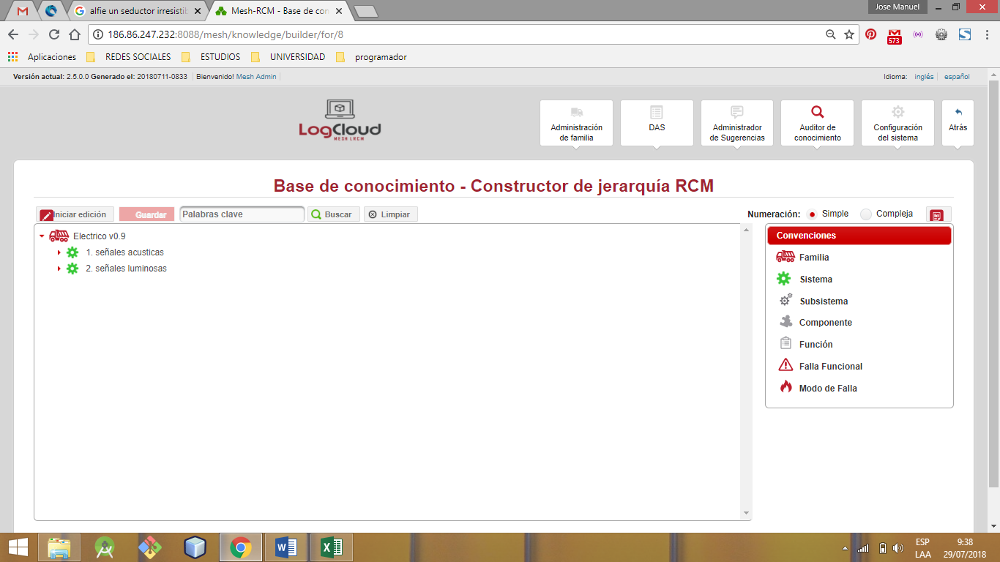 Jose Manuel
alfie un seductor irresistib
Mesh-RCM - Base de con
186.86.247.232:8088/mesh/knowledge/builder/for/8
573
Aplicaciones REDES SOCIALES ESTUDIOS UNIVERSIDAD programador
Versión actual: 2.5.0.0 Generado el: 20180711-0833 Bienvenido! Mesh Admin Idioma: inglés español
LogCloud
MESH LRCM
Administración
de familia
DAS
Administrador
de Sugerencias
Auditor de
conocimiento
Configuración
del sistema
Atrás
Base de conocimiento - Constructor de jerarquía RCM
Iniciar edición Guardar Palabras clave Buscar Limpiar Numeración: Simple Compleja
Electrico v0.9
1. señales acusticas
2. señales luminosas
Convenciones
Familia
Sistema
Subsistema
Componente
Función
Falla Funcional
Modo de Falla
ESP
LAA
9:38
29/07/2018